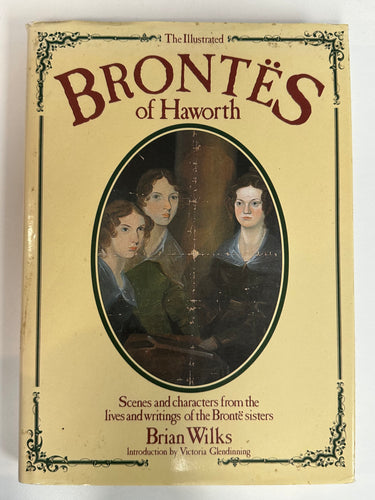 The Illustrated
BRONTËS
of Haworth
Scenes and characters from the
lives and writings of the Brontë sisters
Brian Wilks
Introduction by Victoria Glendinning